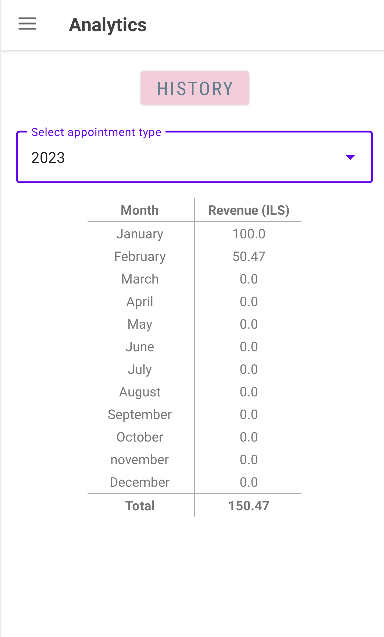 Analytics
HISTORY
Select appointment type
2023
Month Revenue (ILS)
January 100.0
February 50.47
March 0.0
April 0.0
May 0.0
June 0.0
July 0.0
August 0.0
September 0.0
October 0.0
november 0.0
December 0.0
Total 150.47